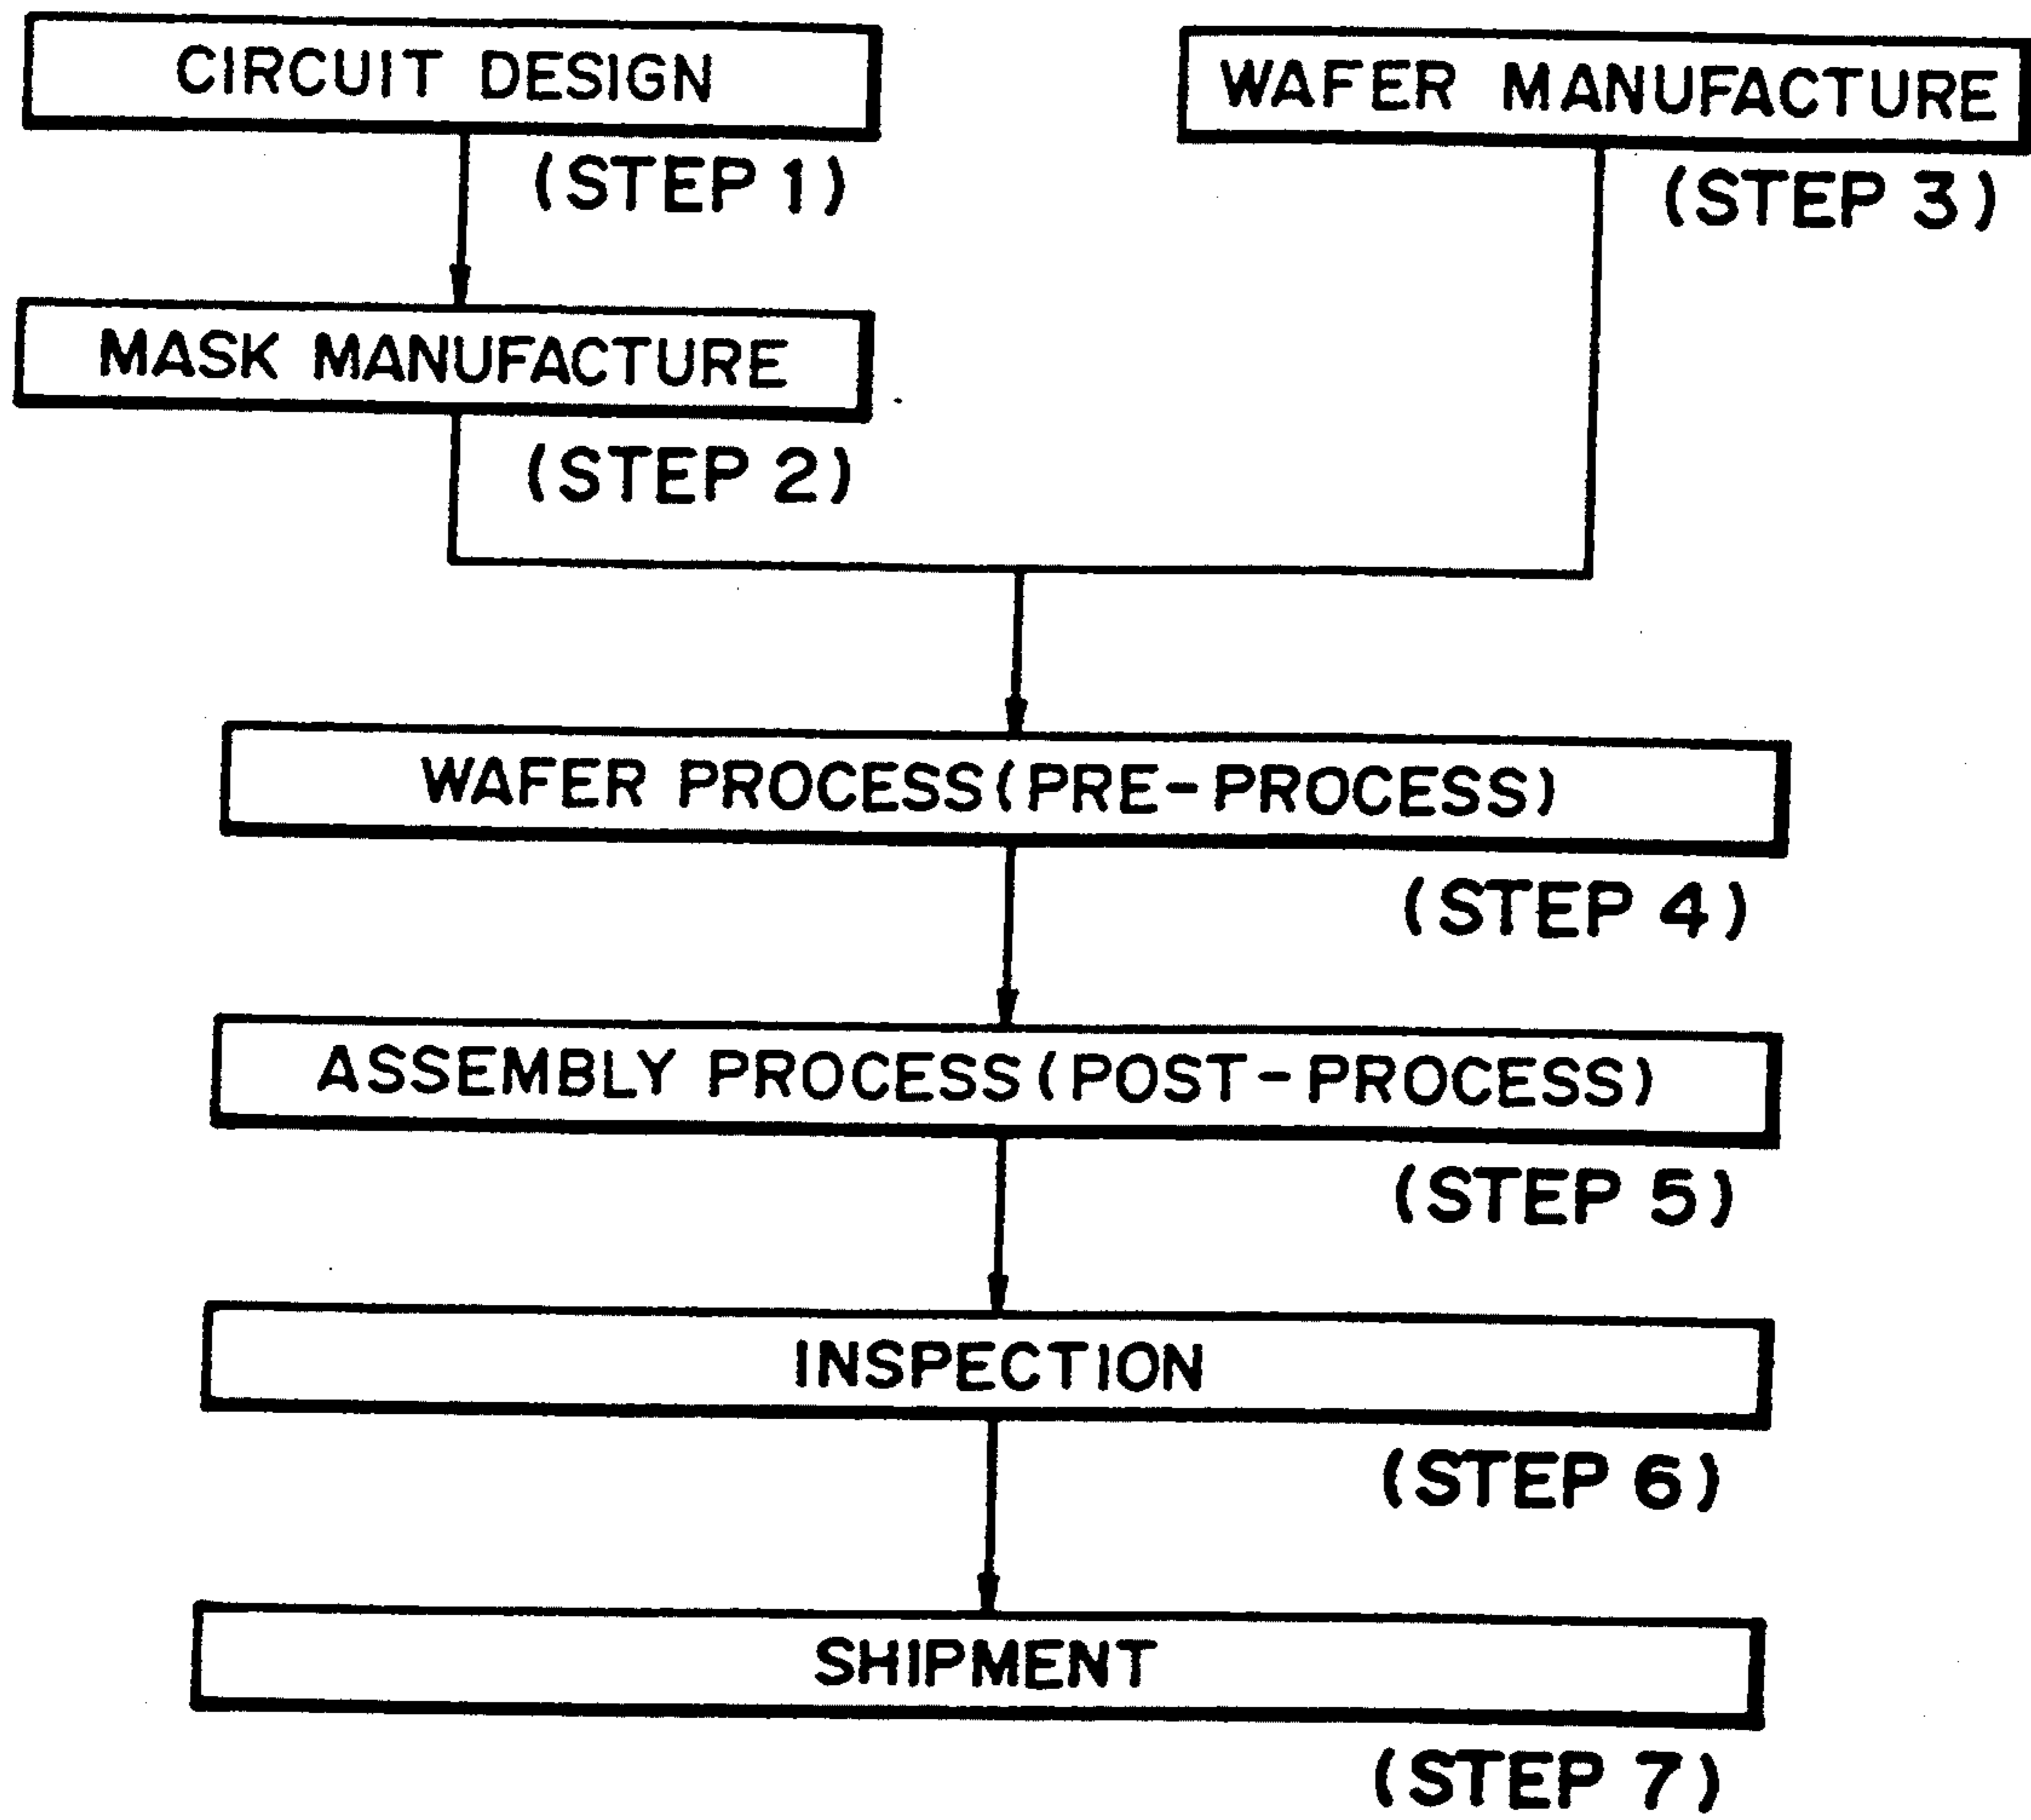 CIRCUIT DESIGN
(STEP 1)
WAFER MANUFACTURE
(STEP 3)
MASK MANUFACTURE
(STEP 2)
WAFER PROCESS(PRE-PROCESS)
(STEP 4)
ASSEMBLY PROCESS(POST-PROCESS)
(STEP 5)
INSPECTION
(STEP 6)
SHIPMENT
(STEP 7)